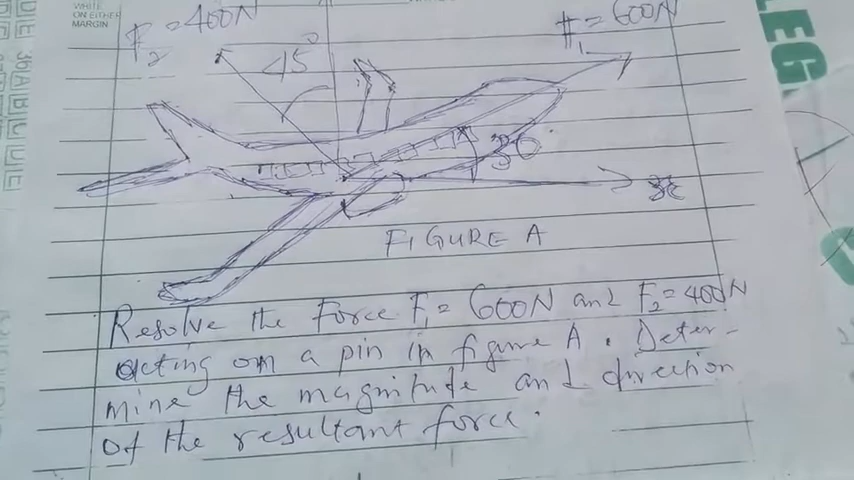 WRITE
ON EITHER
MARGIN
F₂ = 400N
F₁ = 600N
45°
30
x
FIGURE A
Resolve the Force F₁ = 600N and F₂ = 400N
acting on a pin in figure A. Deter-
mine the magnitude and direction
of the resultant force.
LEG